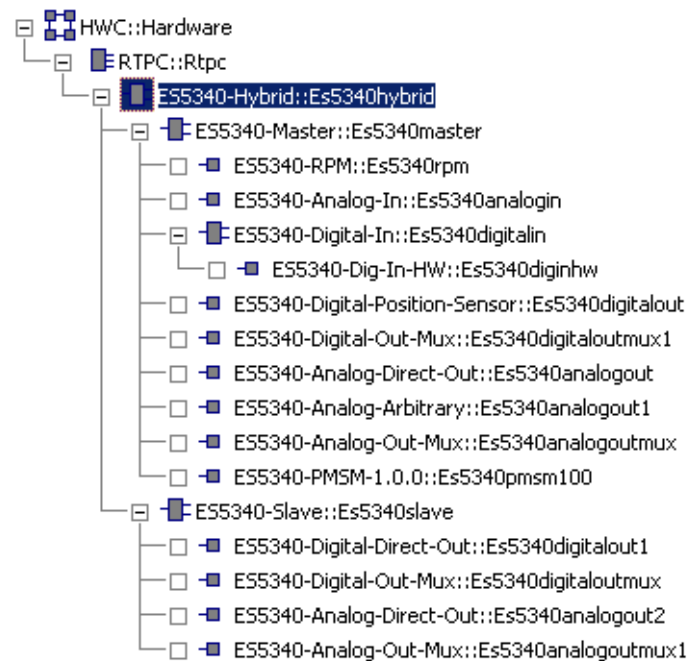 HWC::Hardware
RTPC::Rtpc
ES5340-Hybrid::Es5340hybrid
ES5340-Master::Es5340master
ES5340-RPM::Es5340rpm
ES5340-Analog-In::Es5340analogin
ES5340-Digital-In::Es5340digitalin
ES5340-Dig-In-HW::Es5340diginhw
ES5340-Digital-Position-Sensor::Es5340digitalout
ES5340-Digital-Out-Mux::Es5340digitaloutmux1
ES5340-Analog-Direct-Out::Es5340analogout
ES5340-Analog-Arbitrary::Es5340analogout1
ES5340-Analog-Out-Mux::Es5340analogoutmux
ES5340-PMSM-1.0.0::Es5340pmsm100
ES5340-Slave::Es5340slave
ES5340-Digital-Direct-Out::Es5340digitalout1
ES5340-Digital-Out-Mux::Es5340digitaloutmux
ES5340-Analog-Direct-Out::Es5340analogout2
ES5340-Analog-Out-Mux::Es5340analogoutmux1